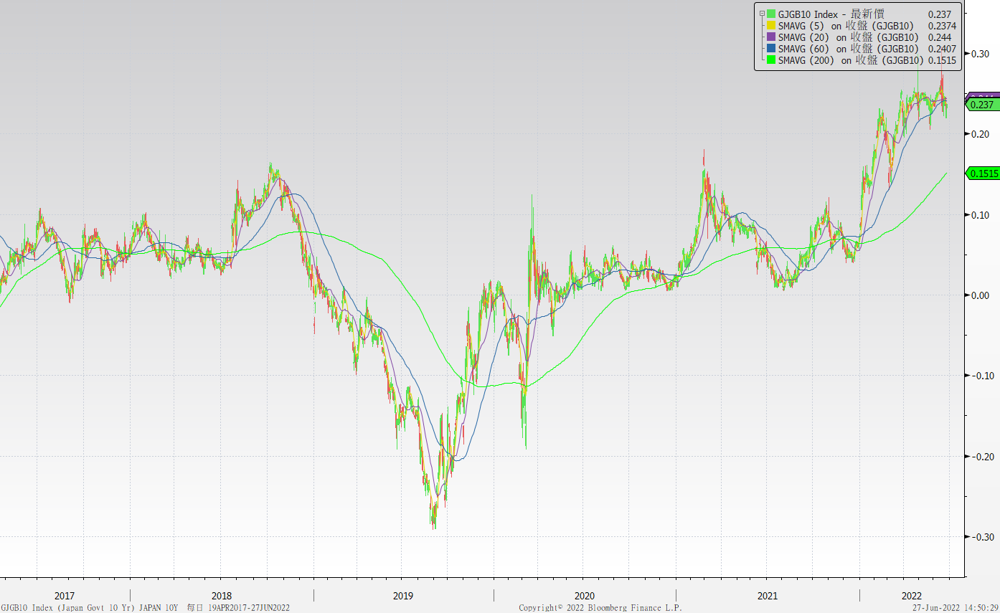 GJGB10 Index - 最新價 0.237
SMAVG (5) on 收盤 (GJGB10) 0.2374
SMAVG (20) on 收盤 (GJGB10) 0.244
SMAVG (60) on 收盤 (GJGB10) 0.2407
SMAVG (200) on 收盤 (GJGB10) 0.1515
0.30
0.237
0.20
0.1515
0.10
0.00
-0.10
-0.20
-0.30
2017 2018 2019 2020 2021 2022
GJGB10 Index (Japan Govt 10 Yr) JAPAN 10Y 每日 19APR2017-27JUN2022 Copyright© 2022 Bloomberg Finance L.P. 27-Jun-2022 14:50:29